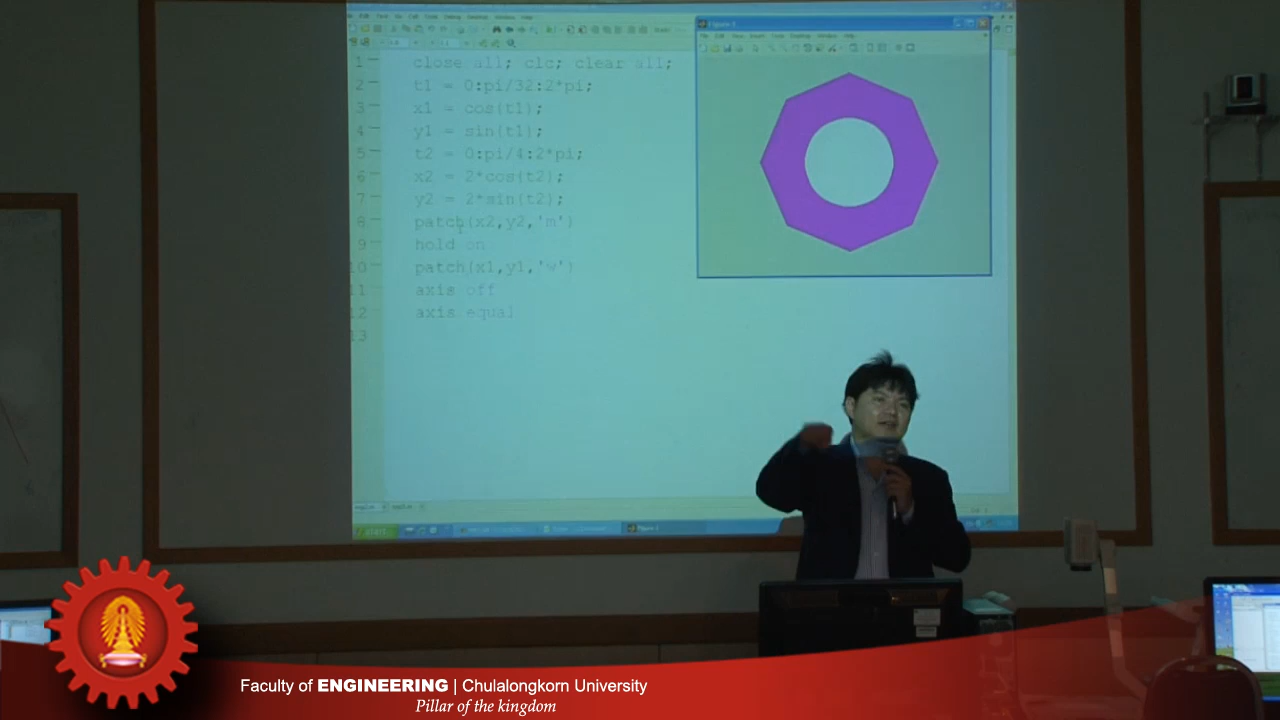 Figure 1
1 close all; clc; clear all;
2 t1 = 0:pi/32:2*pi;
3 x1 = cos(t1);
4 y1 = sin(t1);
5 t2 = 0:pi/4:2*pi;
6 x2 = 2*cos(t2);
7 y2 = 2*sin(t2);
8 patch(x2,y2,'m')
9 hold on
10 patch(x1,y1,'w')
11 axis off
12 axis equal
13
start
Faculty of ENGINEERING | Chulalongkorn University
Pillar of the kingdom